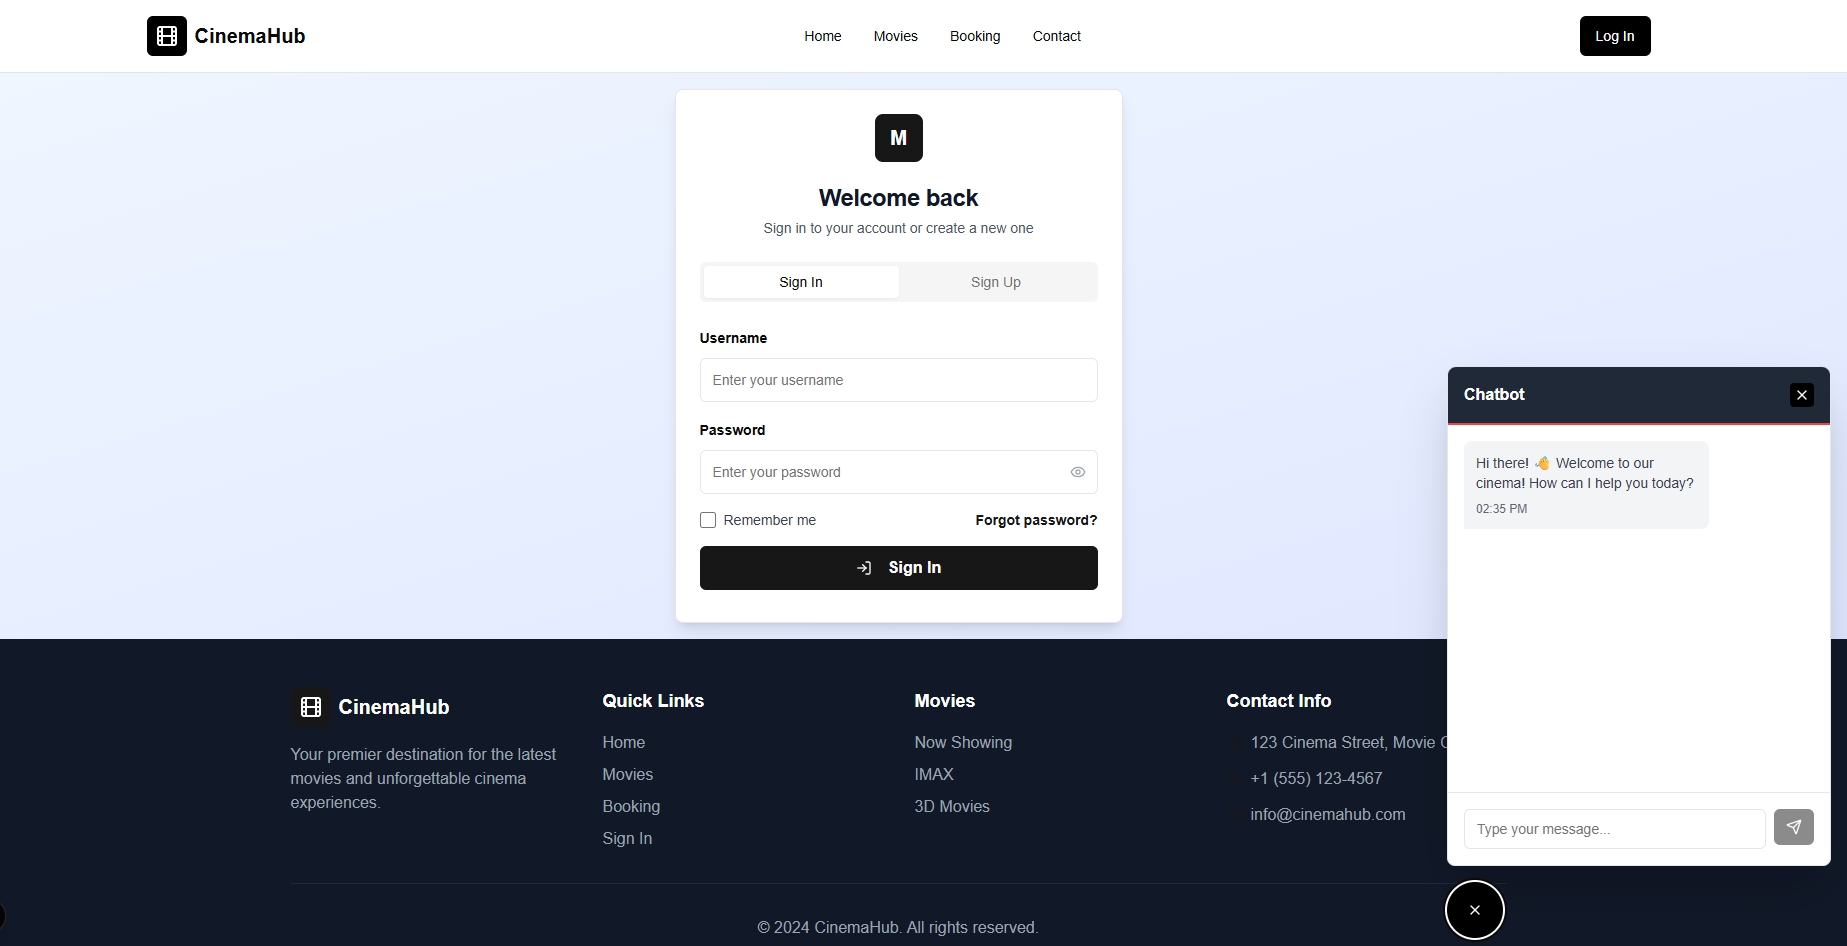 CinemaHub
Home
Movies
Booking
Contact
Log In
M
Welcome back
Sign in to your account or create a new one
Sign In
Sign Up
Username
Enter your username
Password
Enter your password
Remember me
Forgot password?
Sign In
Chatbot
Hi there! 👋 Welcome to our
cinema! How can I help you today?
02:35 PM
Type your message...
CinemaHub
Your premier destination for the latest
movies and unforgettable cinema
experiences.
Quick Links
Home
Movies
Booking
Sign In
Movies
Now Showing
IMAX
3D Movies
Contact Info
123 Cinema Street, Movie
+1 (555) 123-4567
info@cinemahub.com
© 2024 CinemaHub. All rights reserved.